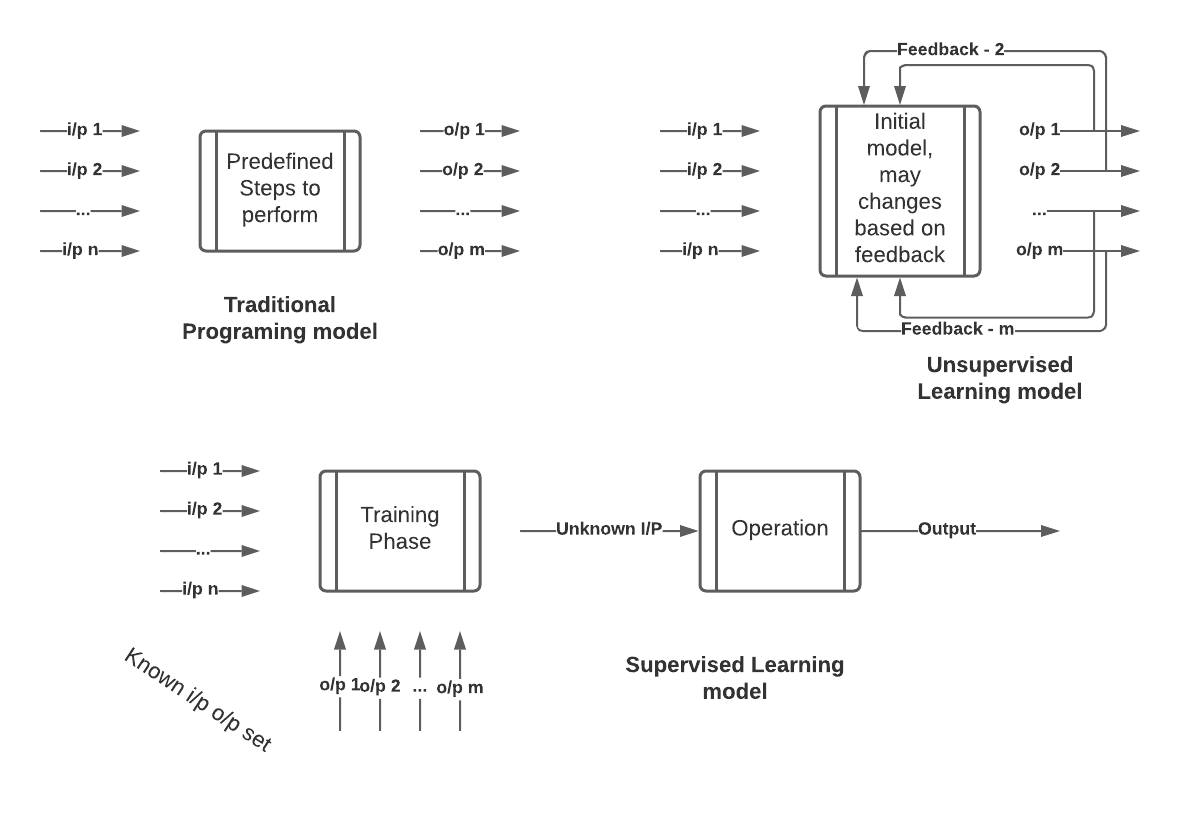 i/p 1
i/p 2
...
i/p n
Predefined
Steps to
perform
o/p 1
o/p 2
...
o/p m
Traditional
Programing model
Feedback - 2
i/p 1
i/p 2
...
i/p n
Initial
model,
may
changes
based on
feedback
o/p 1
o/p 2
...
o/p m
Feedback - m
Unsupervised
Learning model
i/p 1
i/p 2
...
i/p n
Training
Phase
Unknown I/P
Operation
Output
o/p 1 o/p 2 ... o/p m
Known i/p o/p set
Supervised Learning
model